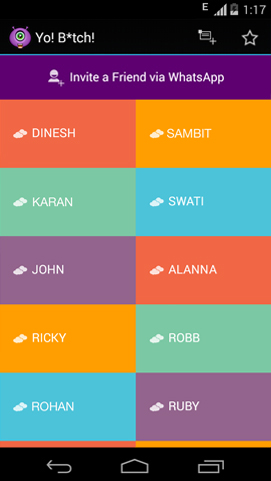 E 1:17
Yo! B*tch!
Invite a Friend via WhatsApp
DINESH SAMBIT
KARAN SWATI
JOHN ALANNA
RICKY ROBB
ROHAN RUBY